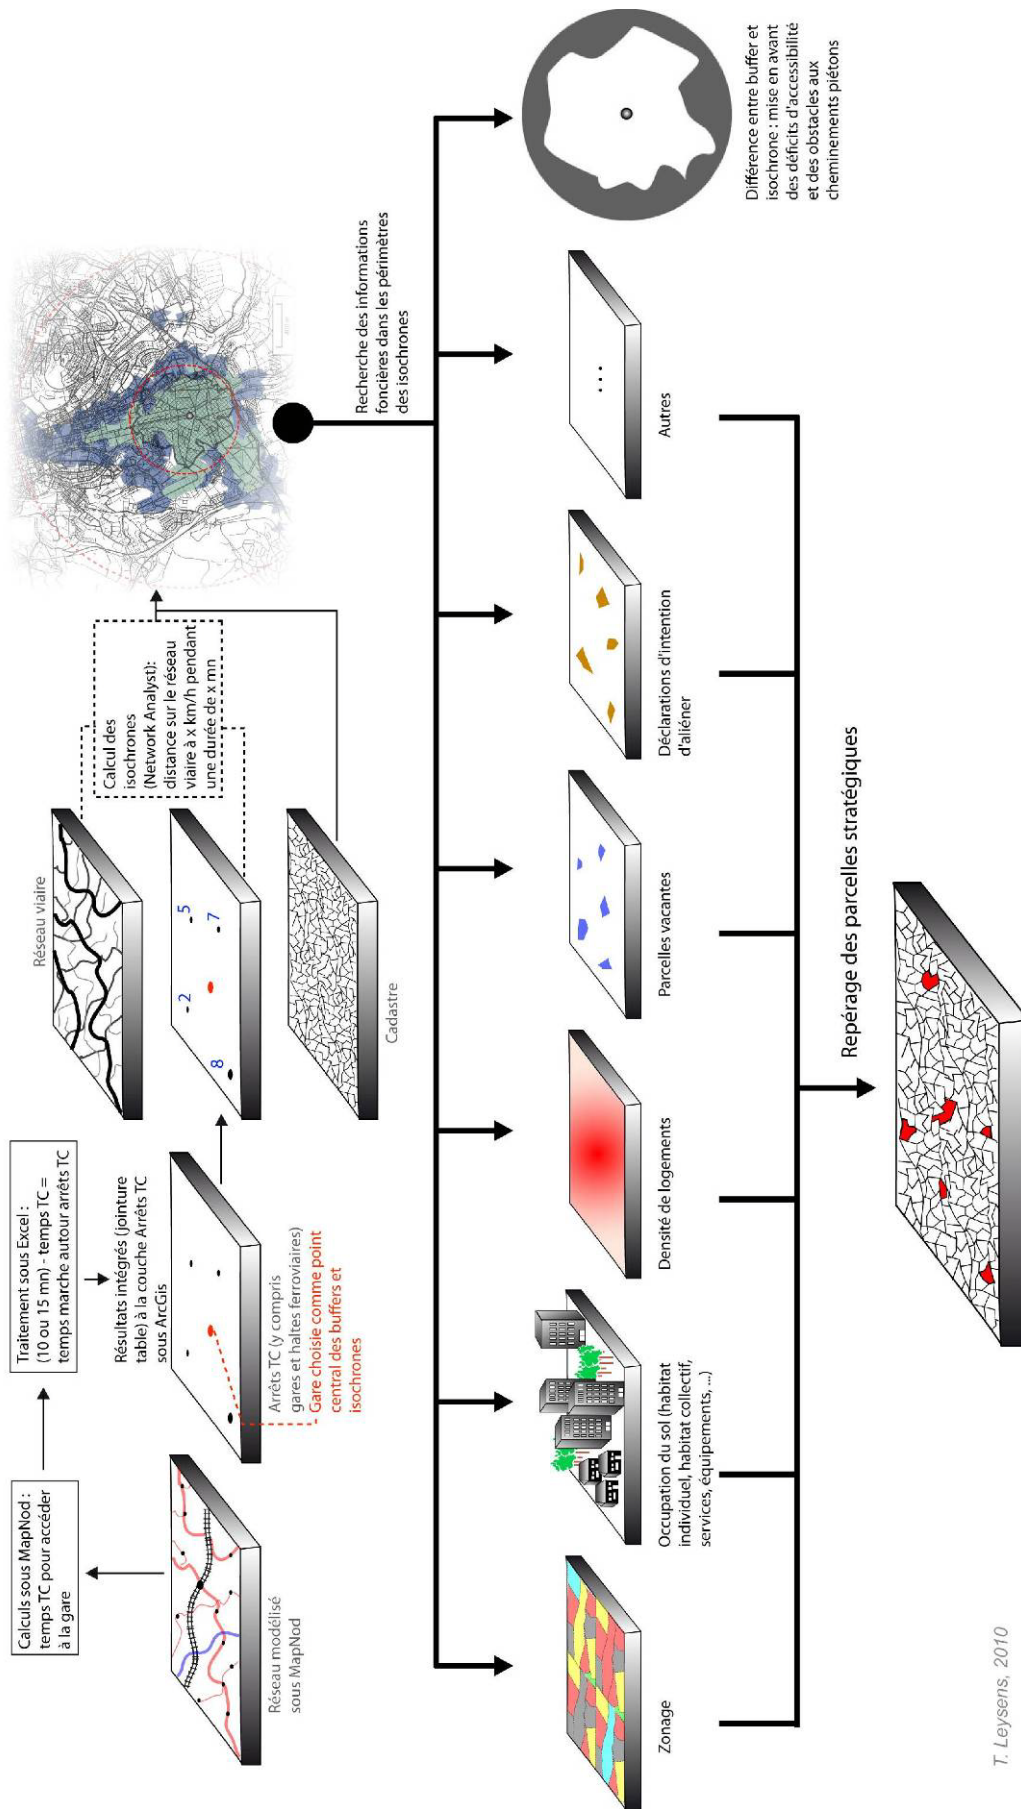 Calculs sous MapNod :
temps TC pour accéder
à la gare
Traitement sous Excel :
(10 ou 15 mn) - temps TC =
temps marche autour arrêts TC
Réseau modélisé
sous MapNod
Résultats intégrés (jointure
table) à la couche Arrêts TC
sous ArcGis
Arrêts TC (y compris
gares et haltes ferroviaires)
Gare choisie comme point
central des buffers et
isochrones
Réseau viaire
8
2
5
7
Cadastre
Calcul des
isochrones
(Network Analyst):
distance sur le réseau
viaire à x km/h pendant
une durée de x mn
Recherche des informations
foncières dans les périmètres
des isochrones
Zonage
Occupation du sol (habitat
individuel, habitat collectif,
services, équipements, ...)
Densité de logements
Parcelles vacantes
Déclarations d'intention
d'aliéner
...
Autres
Différence entre buffer et
isochrone : mise en avant
des déficits d'accessibilité
et des obstacles aux
cheminements piétons
Repérage des parcelles stratégiques
T. Leysens, 2010